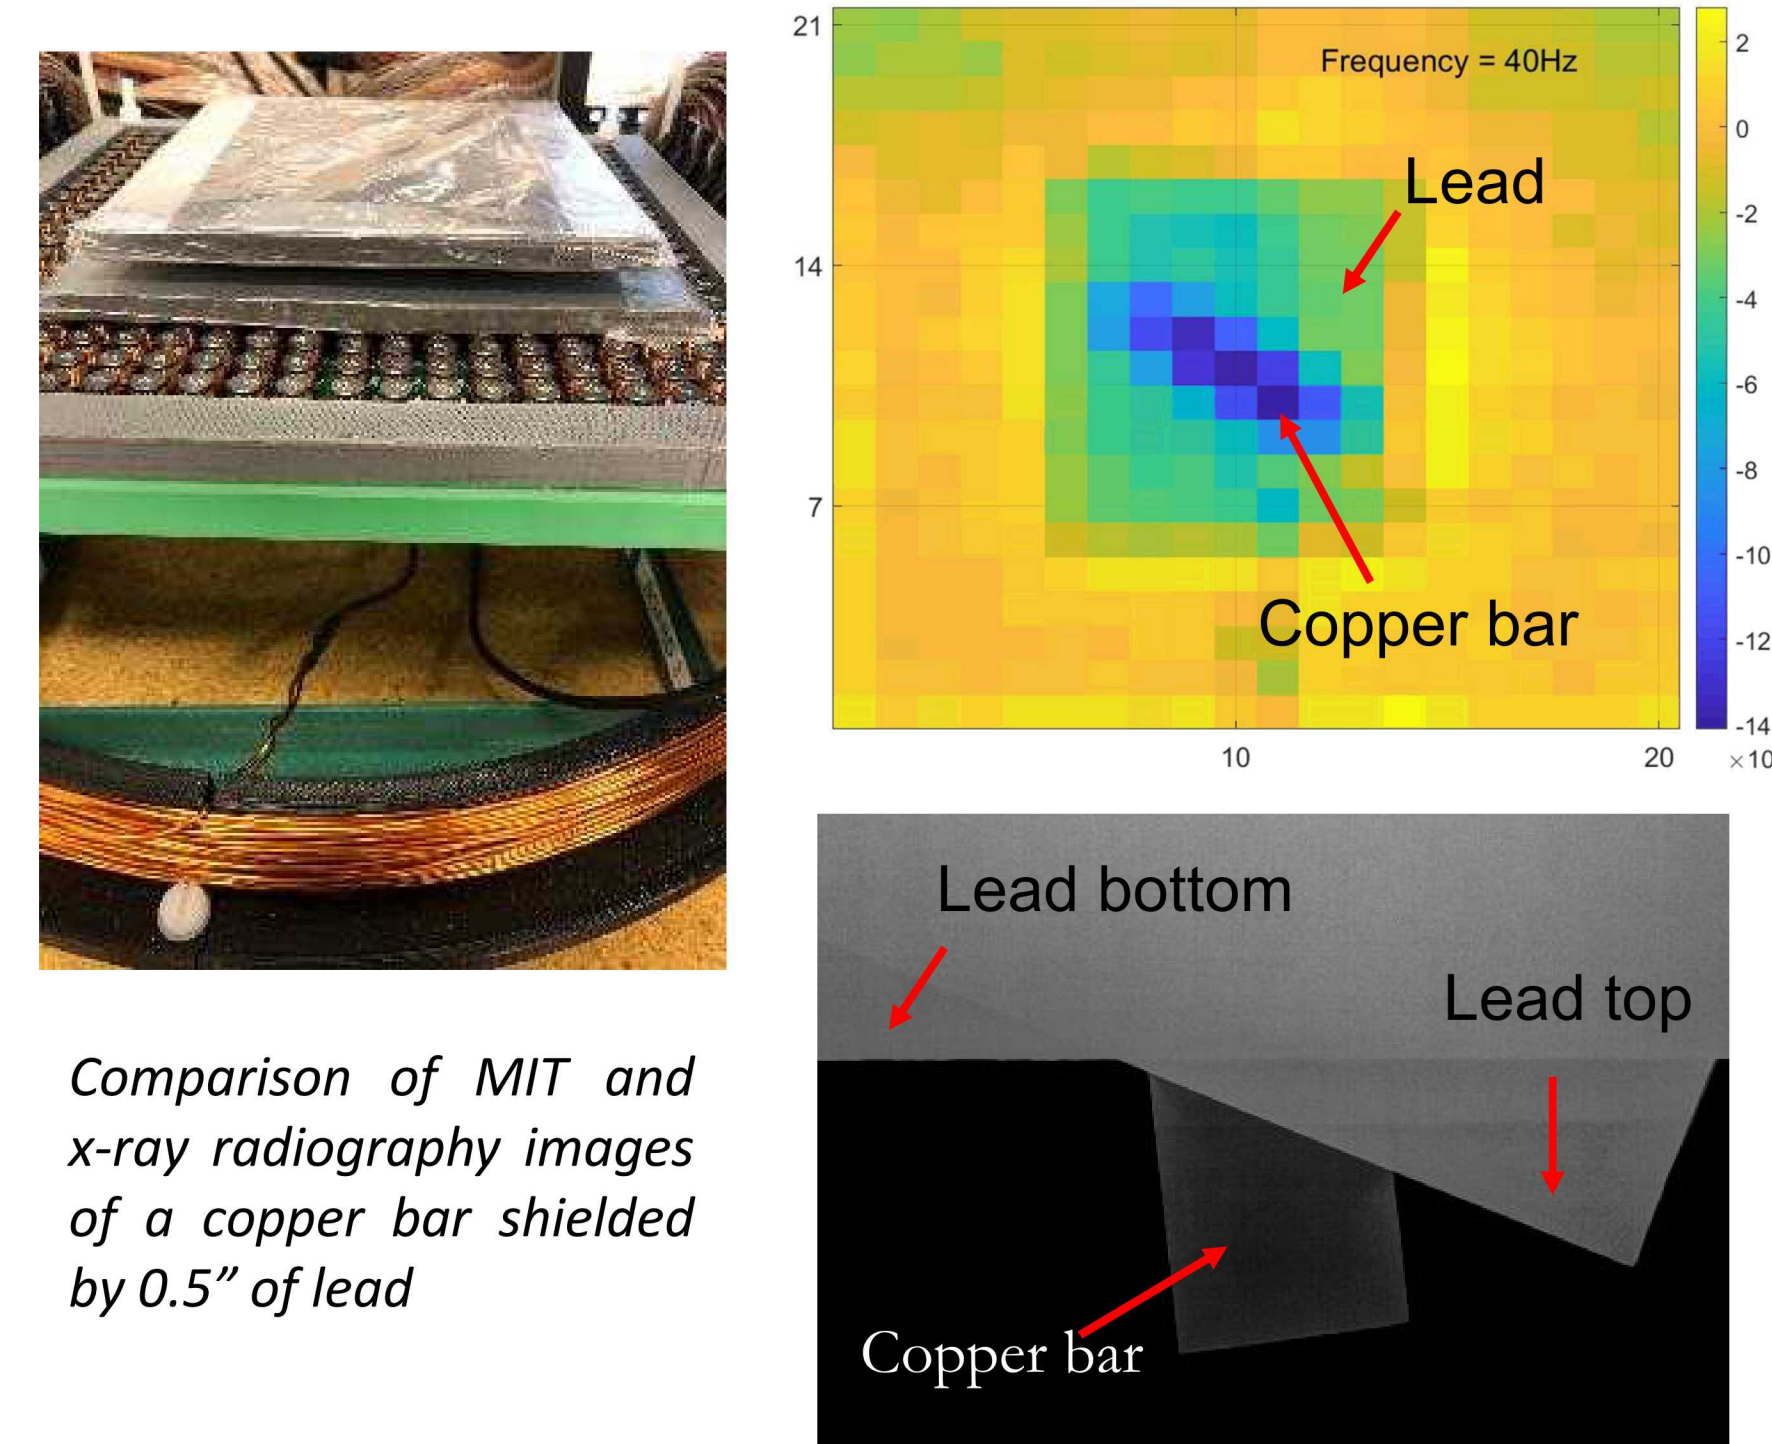 21
14
7
10
20
Frequency = 40Hz
Lead
Copper bar
2
0
-2
-4
-6
-8
-10
-12
-14
×10
Lead bottom
Lead top
Copper bar
Comparison of MIT and
x-ray radiography images
of a copper bar shielded
by 0.5” of lead